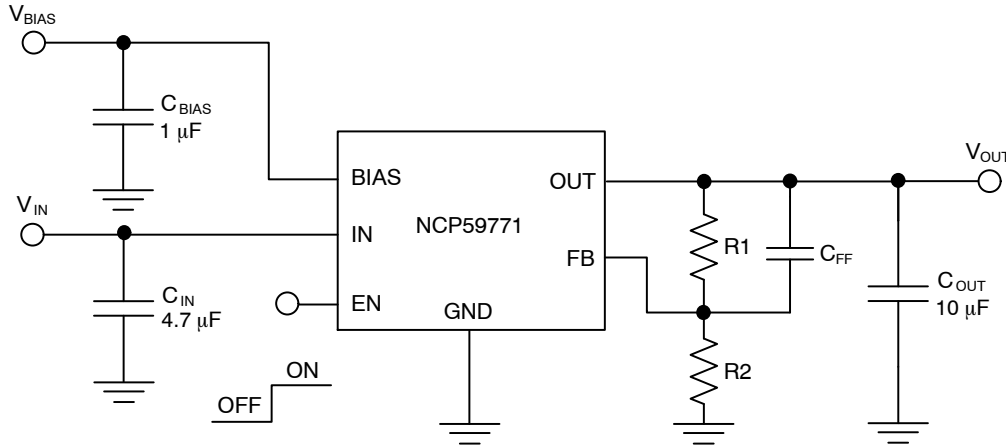 VBIAS
CBIAS
1 μF
VIN
CIN
4.7 μF
BIAS
IN
EN
NCP59771
GND
OUT
FB
OFF
ON
R1
CFF
R2
VOUT
COUT
10 μF